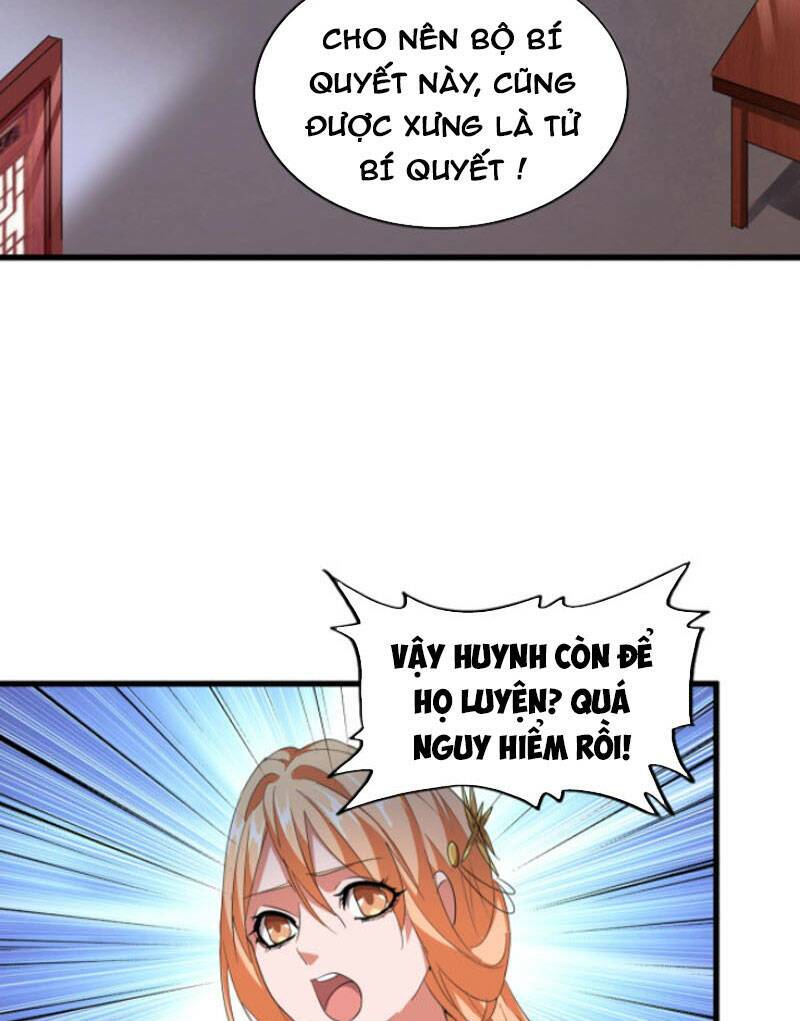 CHO NÊN BỘ BÍ
QUYẾT NÀY, CŨNG
ĐƯỢC XƯNG LÀ TỬ
BÍ QUYẾT !
VẬY HUYNH CÒN ĐỂ
HỌ LUYỆN? QUÁ
NGUY HIỂM RỒI!